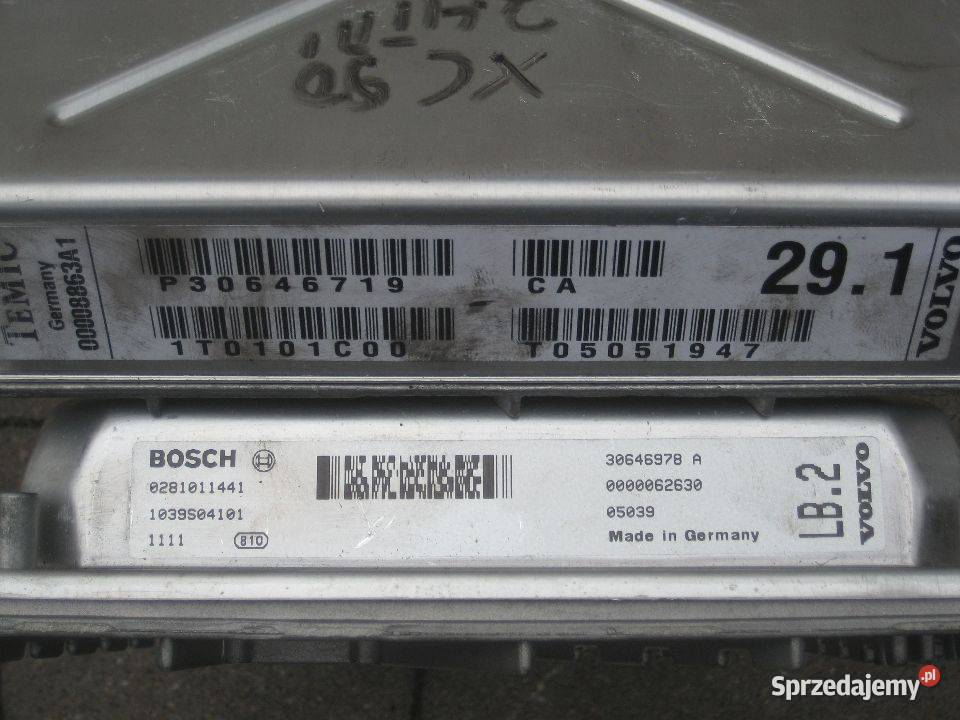 XC 90
TEMIC
Germany
00008863A1
P30646719
CA
29.1
VOLVO
1T0101C00
T05051947
BOSCH
0281011441
1039S04101
1111
810
30646978 A
0000062630
05039
Made in Germany
LB.2
VOLVO
Sprzedajemy.pl